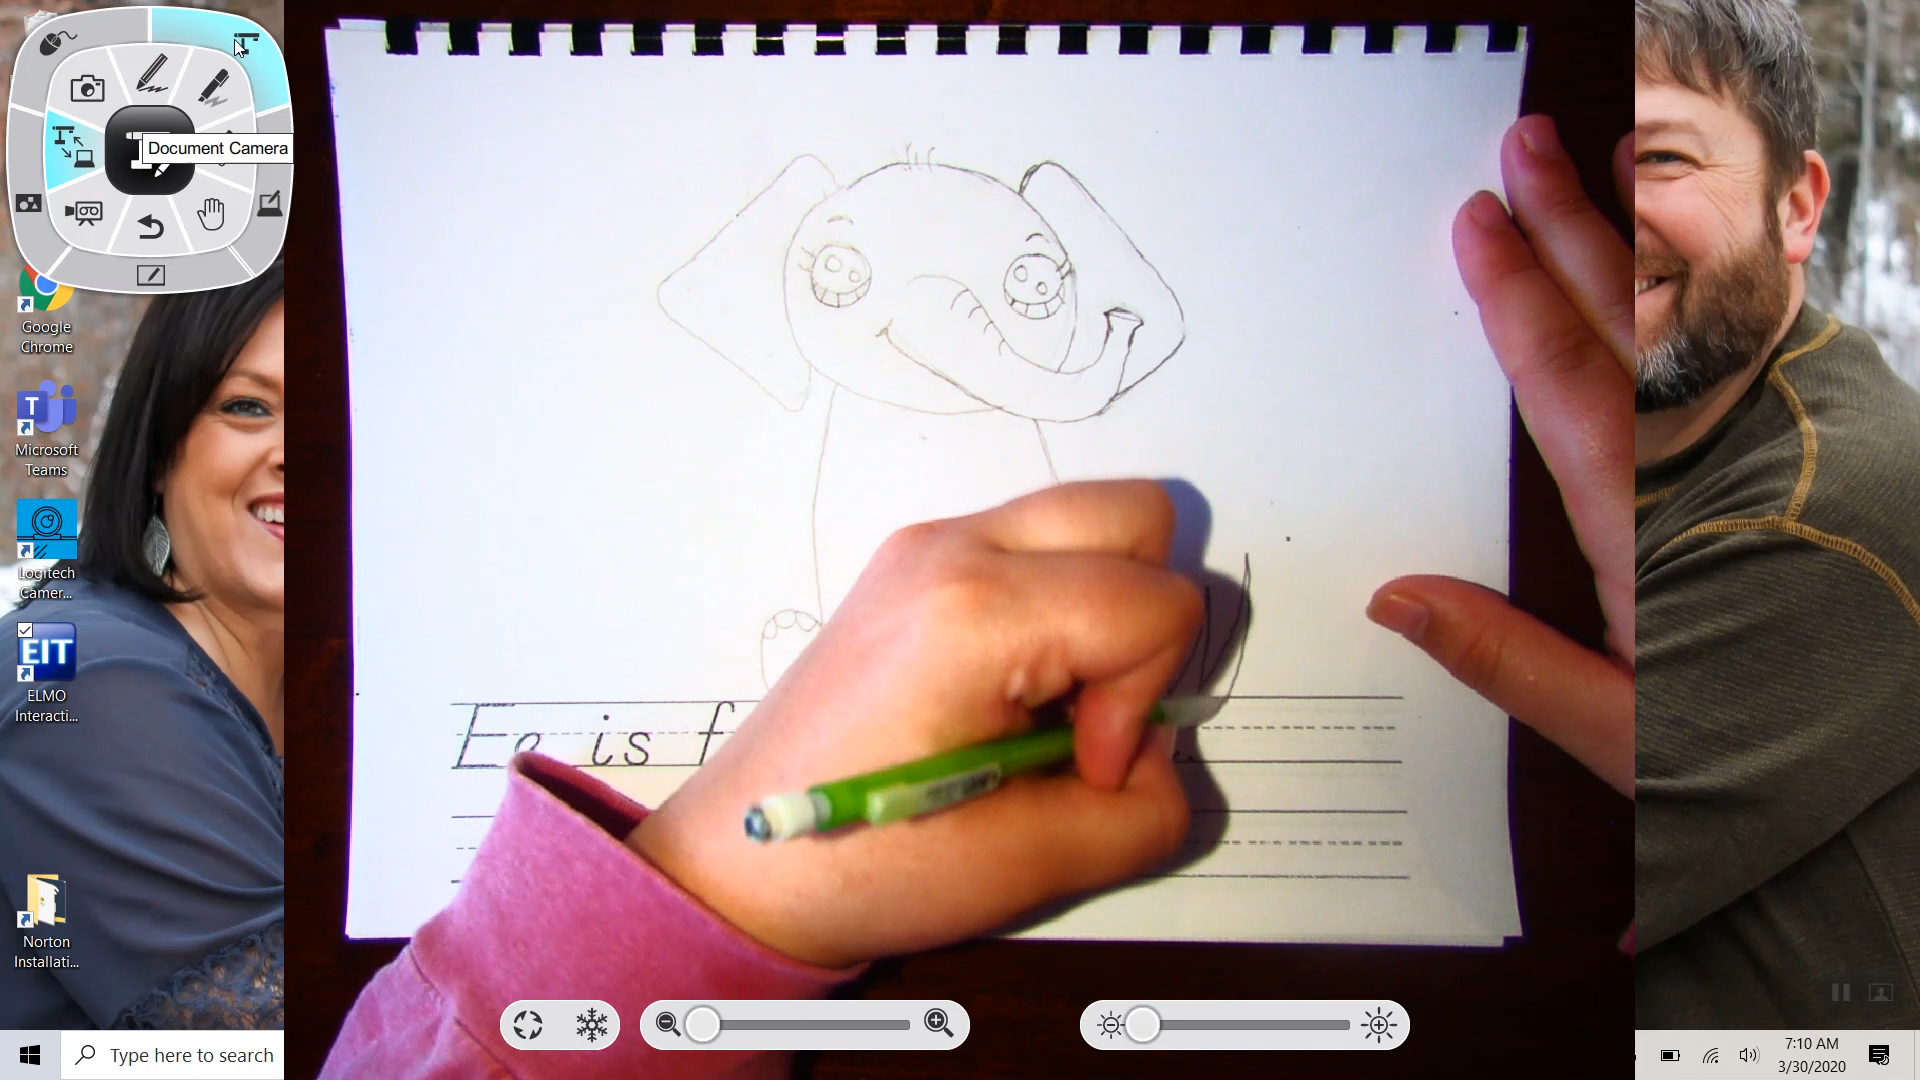 Document Camera
Google
Chrome
T
Microsoft
Teams
Logitech
Camer...
EIT
ELMO
Interacti...
Norton
Installati...
Ee is f
Type here to search
7:10 AM
3/30/2020